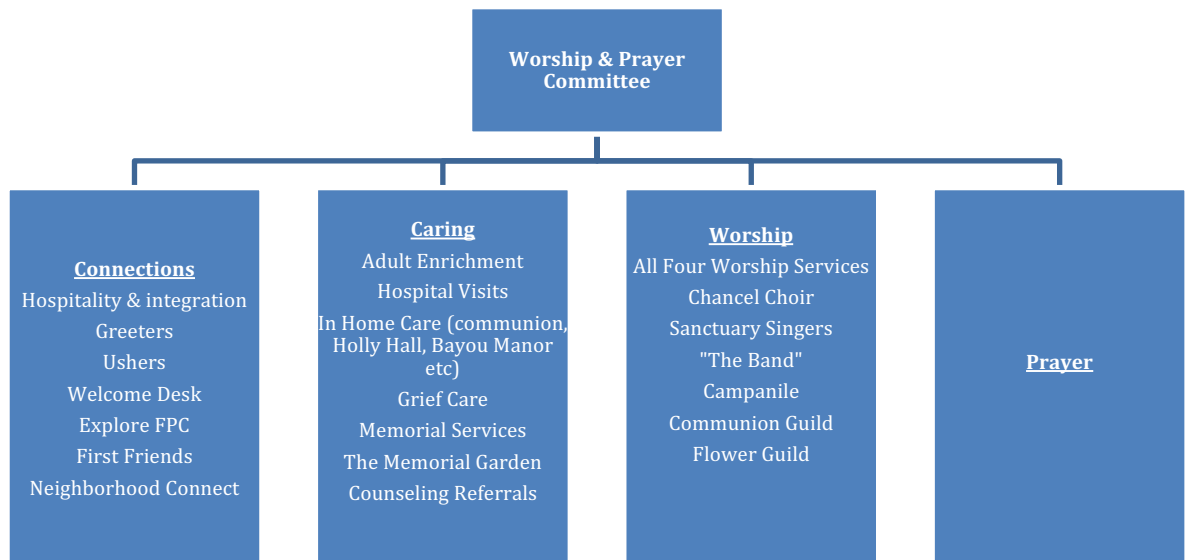 Worship & Prayer
Committee
Connections
Hospitality & integration
Greeters
Ushers
Welcome Desk
Explore FPC
First Friends
Neighborhood Connect
Caring
Adult Enrichment
Hospital Visits
In Home Care (communion,
Holly Hall, Bayou Manor
etc)
Grief Care
Memorial Services
The Memorial Garden
Counseling Referrals
Worship
All Four Worship Services
Chancel Choir
Sanctuary Singers
"The Band"
Campanile
Communion Guild
Flower Guild
Prayer